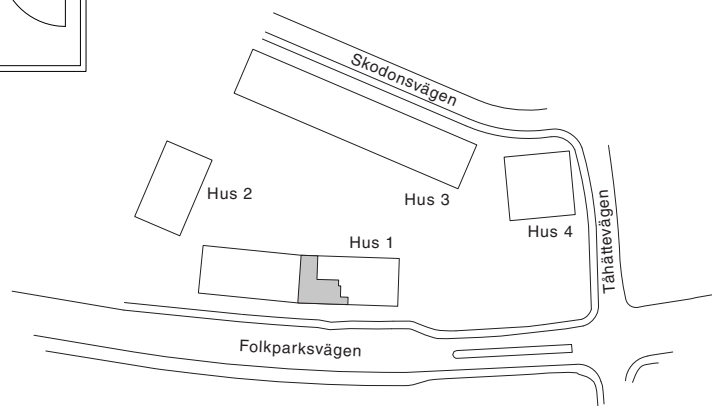 Skodonsvägen
Hus 2
Hus 3
Tåhättevägen
Hus 4
Hus 1
Folkparksvägen